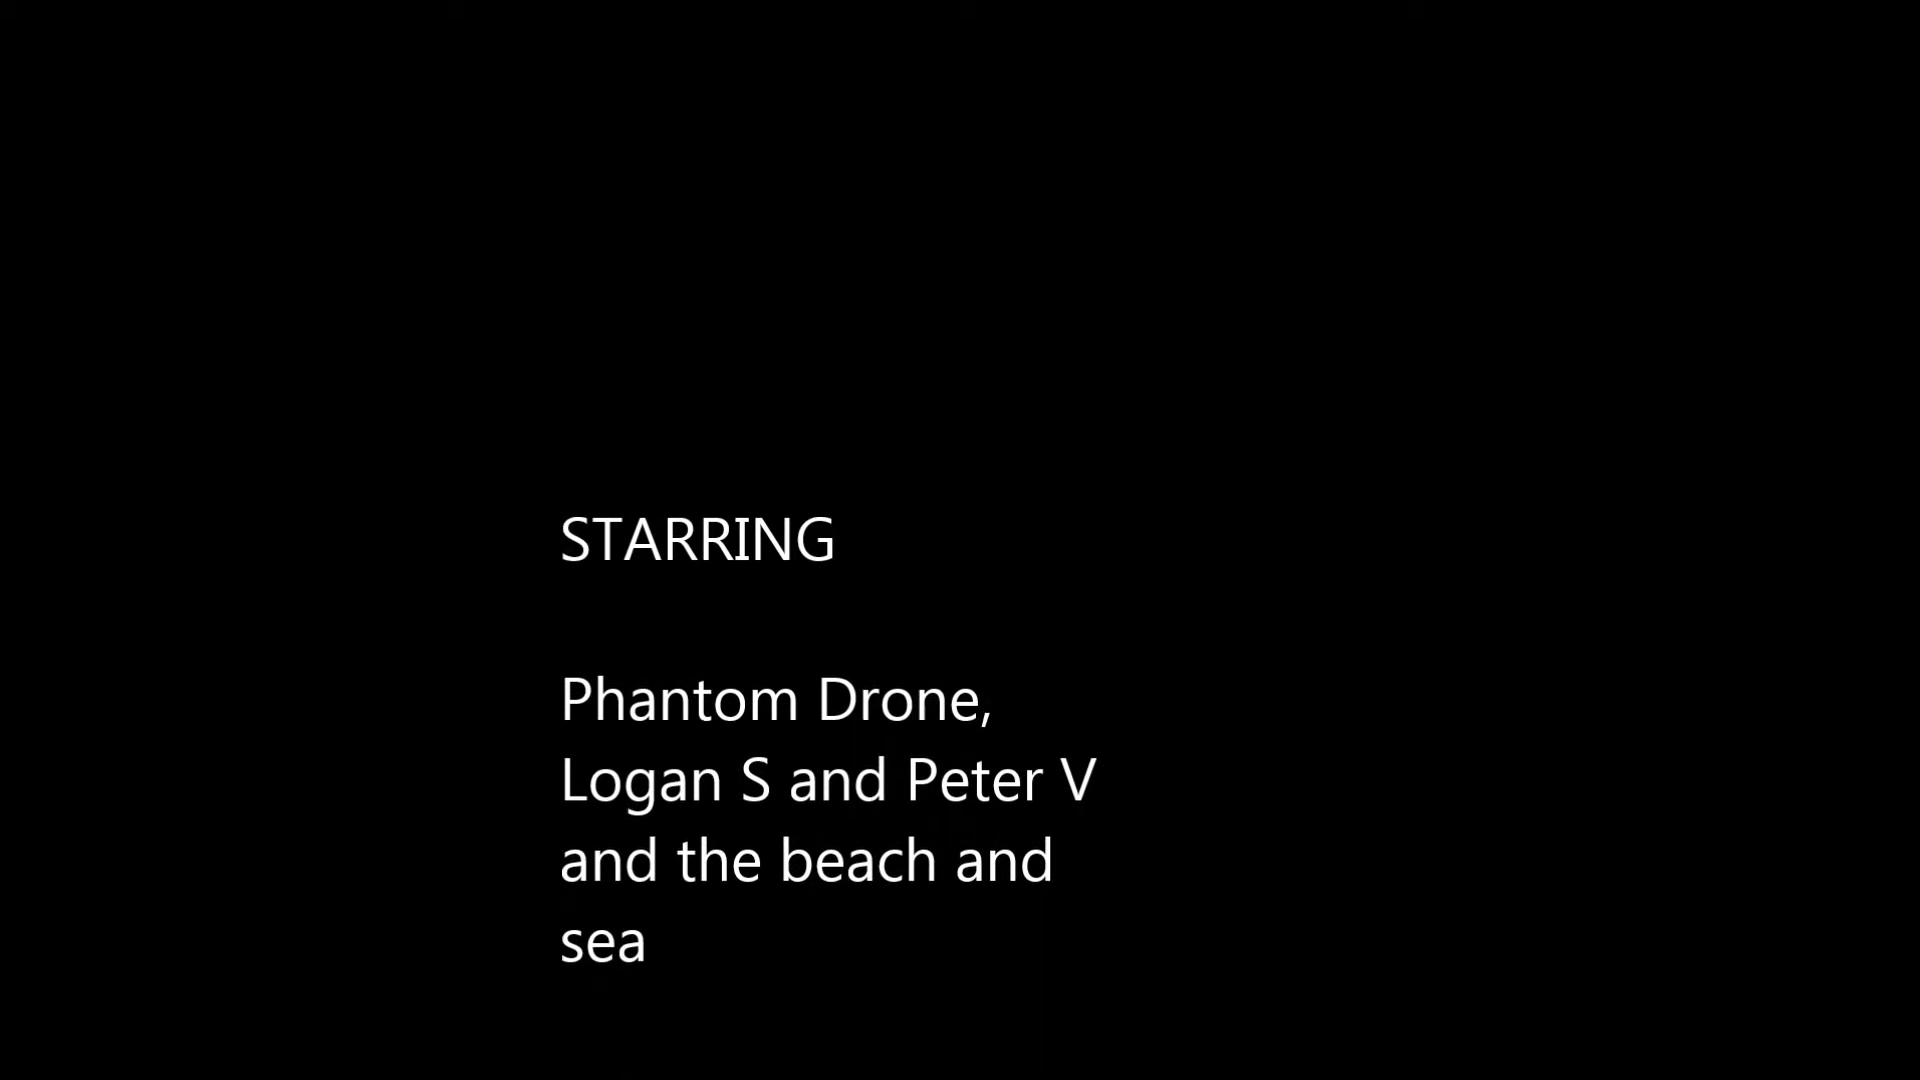 STARRING
Phantom Drone,
Logan S and Peter V
and the beach and
sea